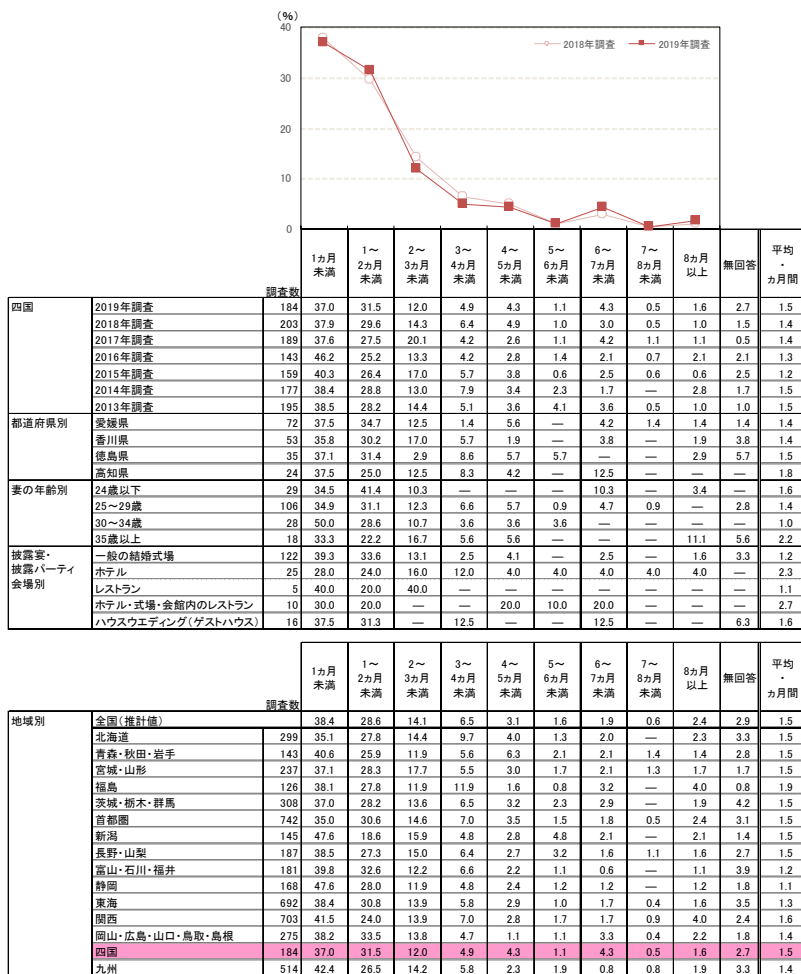 (%)
40
30
20
10
0
2018年調査 2019年調査
調査数 1ヵ月未満 1～2ヵ月未満 2～3ヵ月未満 3～4ヵ月未満 4～5ヵ月未満 5～6ヵ月未満 6～7ヵ月未満 7～8ヵ月未満 8ヵ月以上 無回答 平均・ヵ月間
四国 2019年調査 184 37.0 31.5 12.0 4.9 4.3 1.1 4.3 0.5 1.6 2.7 1.5
2018年調査 203 37.9 29.6 14.3 6.4 4.9 1.0 3.0 0.5 1.0 1.5 1.4
2017年調査 189 37.6 27.5 20.1 4.2 2.6 1.1 4.2 1.1 1.1 0.5 1.4
2016年調査 143 46.2 25.2 13.3 4.2 2.8 1.4 2.1 0.7 2.1 2.1 1.3
2015年調査 159 40.3 26.4 17.0 5.7 3.8 0.6 2.5 0.6 0.6 2.5 1.2
2014年調査 177 38.4 28.8 13.0 7.9 3.4 2.3 1.7 — 2.8 1.7 1.5
2013年調査 195 38.5 28.2 14.4 5.1 3.6 4.1 3.6 0.5 1.0 1.0 1.5
都道府県別 愛媛県 72 37.5 34.7 12.5 1.4 5.6 — 4.2 1.4 1.4 1.4 1.4
香川県 53 35.8 30.2 17.0 5.7 1.9 — 3.8 — 1.9 3.8 1.4
徳島県 35 37.1 31.4 2.9 8.6 5.7 5.7 — — 2.9 5.7 1.5
高知県 24 37.5 25.0 12.5 8.3 4.2 — 12.5 — — — 1.8
妻の年齢別 24歳以下 29 34.5 41.4 10.3 — — — 10.3 — 3.4 — 1.6
25～29歳 106 34.9 31.1 12.3 6.6 5.7 0.9 4.7 0.9 — 2.8 1.4
30～34歳 28 50.0 28.6 10.7 3.6 3.6 3.6 — — — — 1.0
35歳以上 18 33.3 22.2 16.7 5.6 5.6 — — — 11.1 5.6 2.2
披露宴・披露パーティ会場別 一般の結婚式場 122 39.3 33.6 13.1 2.5 4.1 — 2.5 — 1.6 3.3 1.2
ホテル 25 28.0 24.0 16.0 12.0 4.0 4.0 4.0 4.0 4.0 — 2.3
レストラン 5 40.0 20.0 40.0 — — — — — — — 1.1
ホテル・式場・会館内のレストラン 10 30.0 20.0 — — 20.0 10.0 20.0 — — — 2.7
ハウスウエディング(ゲストハウス) 16 37.5 31.3 — 12.5 — — 12.5 — — 6.3 1.6
調査数 1ヵ月未満 1～2ヵ月未満 2～3ヵ月未満 3～4ヵ月未満 4～5ヵ月未満 5～6ヵ月未満 6～7ヵ月未満 7～8ヵ月未満 8ヵ月以上 無回答 平均・ヵ月間
地域別 全国(推計値) 38.4 28.6 14.1 6.5 3.1 1.6 1.9 0.6 2.4 2.9 1.5
北海道 299 35.1 27.8 14.4 9.7 4.0 1.3 2.0 — 2.3 3.3 1.5
青森・秋田・岩手 143 40.6 25.9 11.9 5.6 6.3 2.1 2.1 1.4 1.4 2.8 1.5
宮城・山形 237 37.1 28.3 17.7 5.5 3.0 1.7 2.1 1.3 1.7 1.7 1.5
福島 126 38.1 27.8 11.9 11.9 1.6 0.8 3.2 — 4.0 0.8 1.9
茨城・栃木・群馬 308 37.0 28.2 13.6 6.5 3.2 2.3 2.9 — 1.9 4.2 1.5
首都圏 742 35.0 30.6 14.6 7.0 3.5 1.5 1.8 0.5 2.4 3.1 1.5
新潟 145 47.6 18.6 15.9 4.8 2.8 4.8 2.1 — 2.1 1.4 1.5
長野・山梨 187 38.5 27.3 15.0 6.4 2.7 3.2 1.6 1.1 1.6 2.7 1.5
富山・石川・福井 181 39.8 32.6 12.2 6.6 2.2 1.1 0.6 — 1.1 3.9 1.2
静岡 168 47.6 28.0 11.9 4.8 2.4 1.2 1.2 — 1.2 1.8 1.1
東海 692 38.4 30.8 13.9 5.8 2.9 1.0 1.7 0.4 1.6 3.5 1.3
関西 703 41.5 24.0 13.9 7.0 2.8 1.7 1.7 0.9 4.0 2.4 1.6
岡山・広島・山口・鳥取・島根 275 38.2 33.5 13.8 4.7 1.1 1.1 3.3 0.4 2.2 1.8 1.4
四国 184 37.0 31.5 12.0 4.9 4.3 1.1 4.3 0.5 1.6 2.7 1.5
九州 514 42.4 26.5 14.2 5.8 2.3 1.9 0.8 0.8 1.9 3.3 1.4